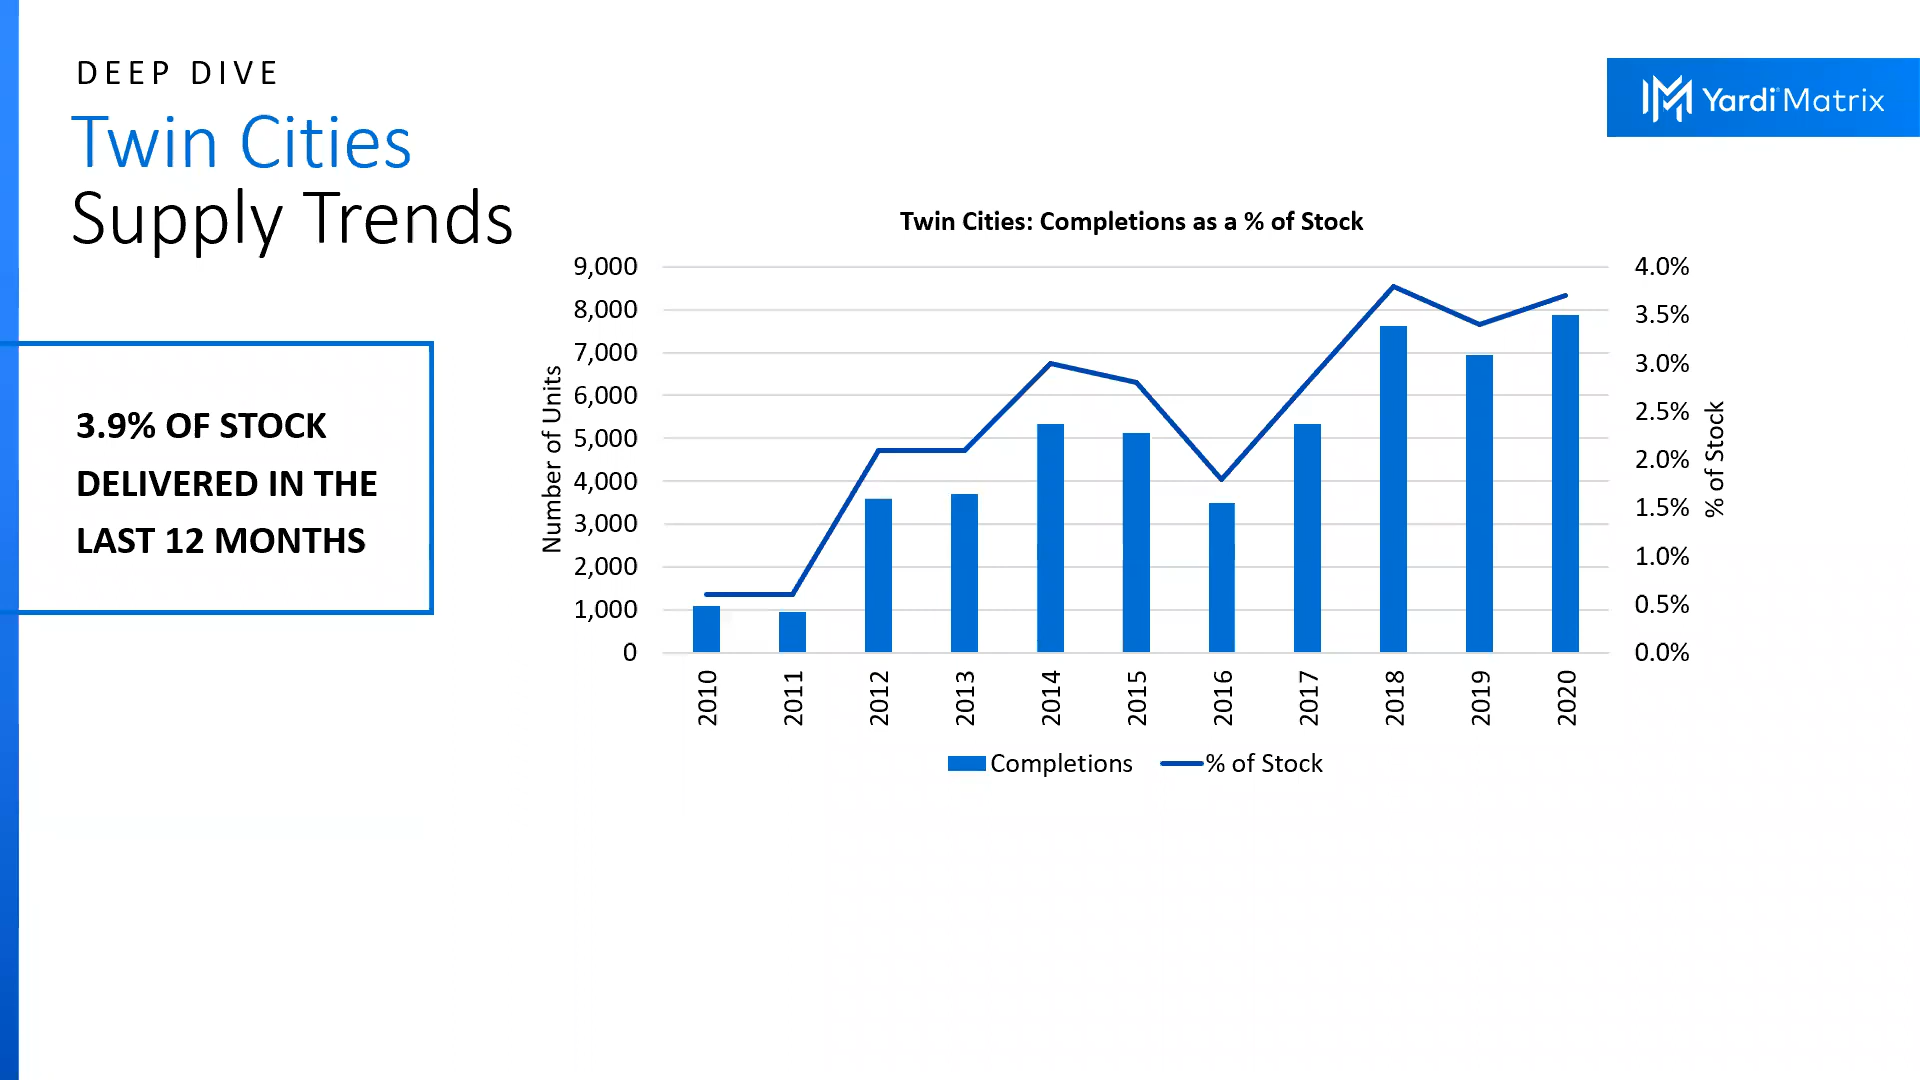 DEEP DIVE
Twin Cities
Supply Trends
Yardi Matrix
3.9% OF STOCK
DELIVERED IN THE
LAST 12 MONTHS
Twin Cities: Completions as a % of Stock
Number of Units
9,000
8,000
7,000
6,000
5,000
4,000
3,000
2,000
1,000
0
4.0%
3.5%
3.0%
2.5%
2.0%
1.5%
1.0%
0.5%
0.0%
% of Stock
2010 2011 2012 2013 2014 2015 2016 2017 2018 2019 2020
Completions % of Stock